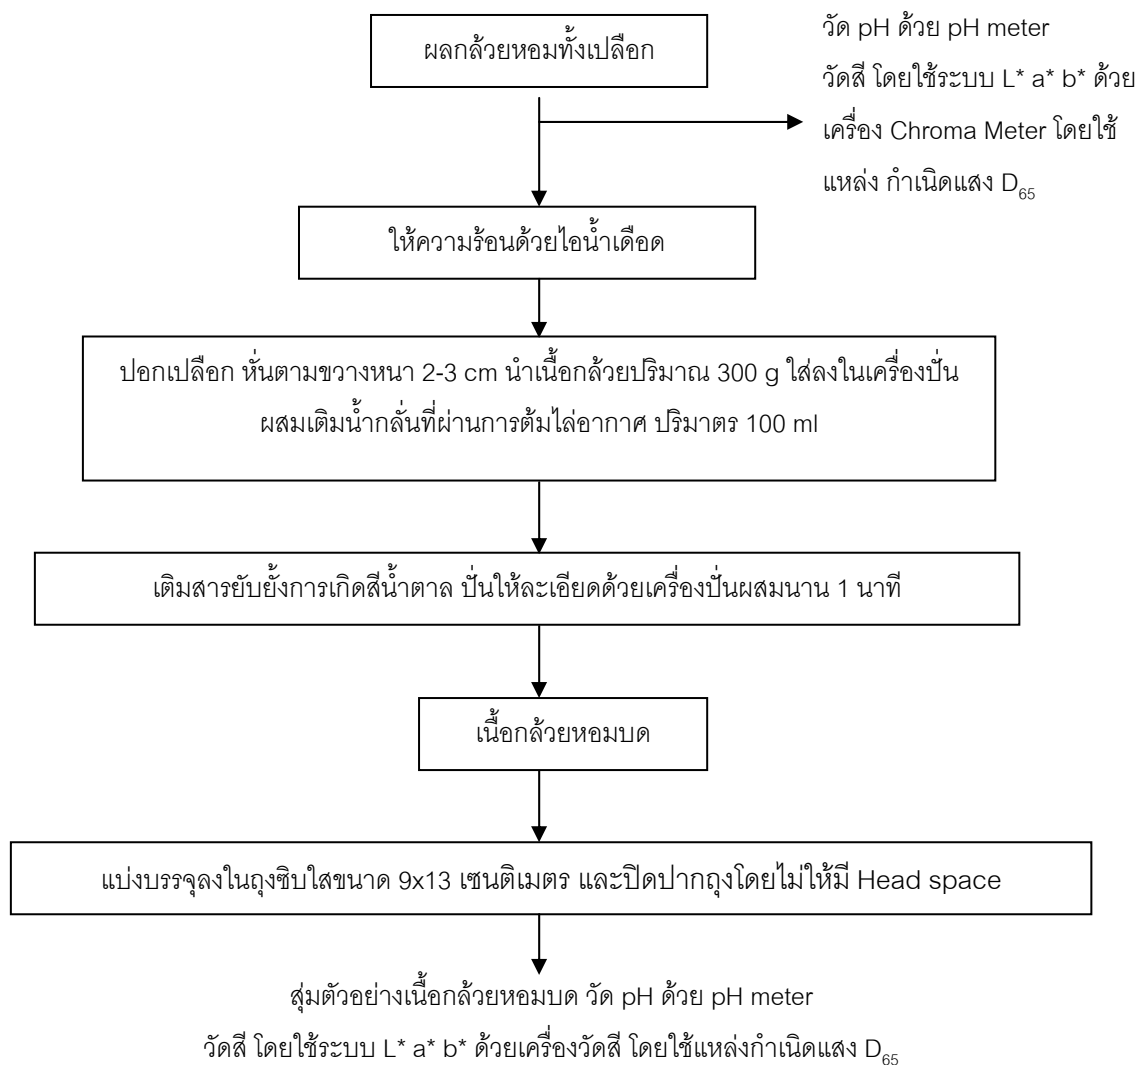 ผลกล้วยหอมทั้งเปลือก
วัด pH ด้วย pH meter
วัดสี โดยใช้ระบบ L* a* b* ด้วย
เครื่อง Chroma Meter โดยใช้
แหล่ง กำเนิดแสง D₆₅
ให้ความร้อนด้วยไอน้ำเดือด
ปอกเปลือก หั่นตามขวางหนา 2-3 cm นำเนื้อกล้วยปริมาณ 300 g ใส่ลงในเครื่องปั่น
ผสมเติมน้ำกลั่นที่ผ่านการต้มไล่อากาศ ปริมาตร 100 ml
เติมสารยับยั้งการเกิดสีน้ำตาล ปั่นให้ละเอียดด้วยเครื่องปั่นผสมนาน 1 นาที
เนื้อกล้วยหอมบด
แบ่งบรรจุลงในถุงซิบใสขนาด 9x13 เซนติเมตร และปิดปากถุงโดยไม่ให้มี Head space
สุ่มตัวอย่างเนื้อกล้วยหอมบด วัด pH ด้วย pH meter
วัดสี โดยใช้ระบบ L* a* b* ด้วยเครื่องวัดสี โดยใช้แหล่งกำเนิดแสง D₆₅